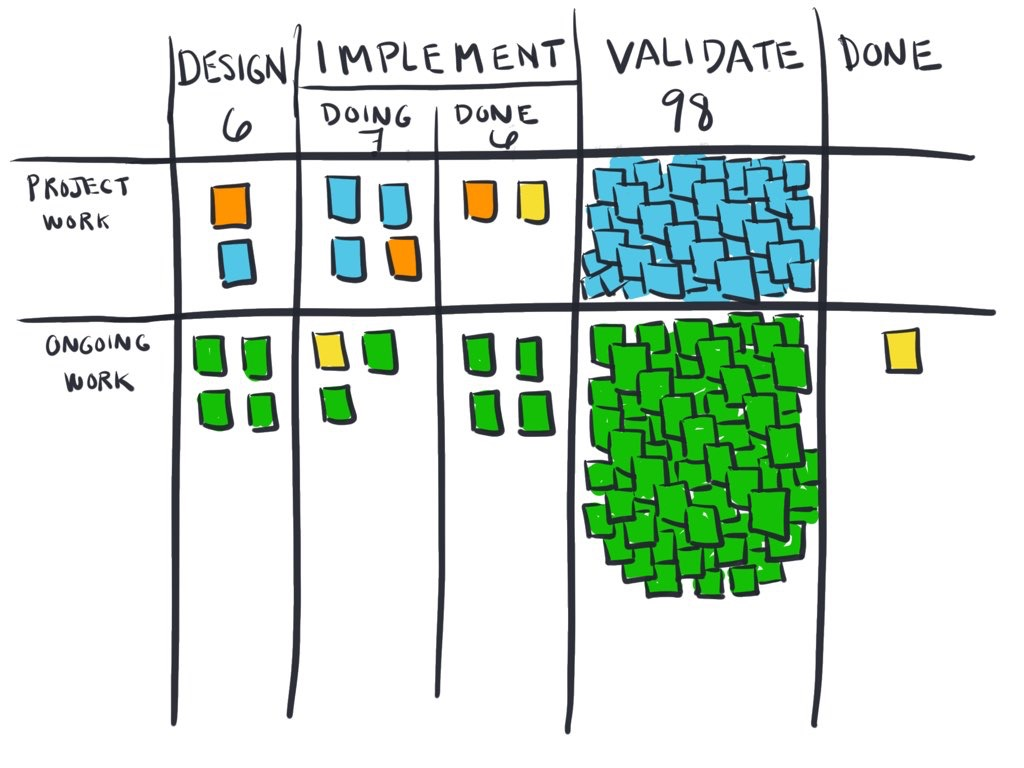 DESIGN
6
IMPLEMENT
DOING
7
DONE
6
VALIDATE
98
DONE
PROJECT
WORK
ONGOING
WORK